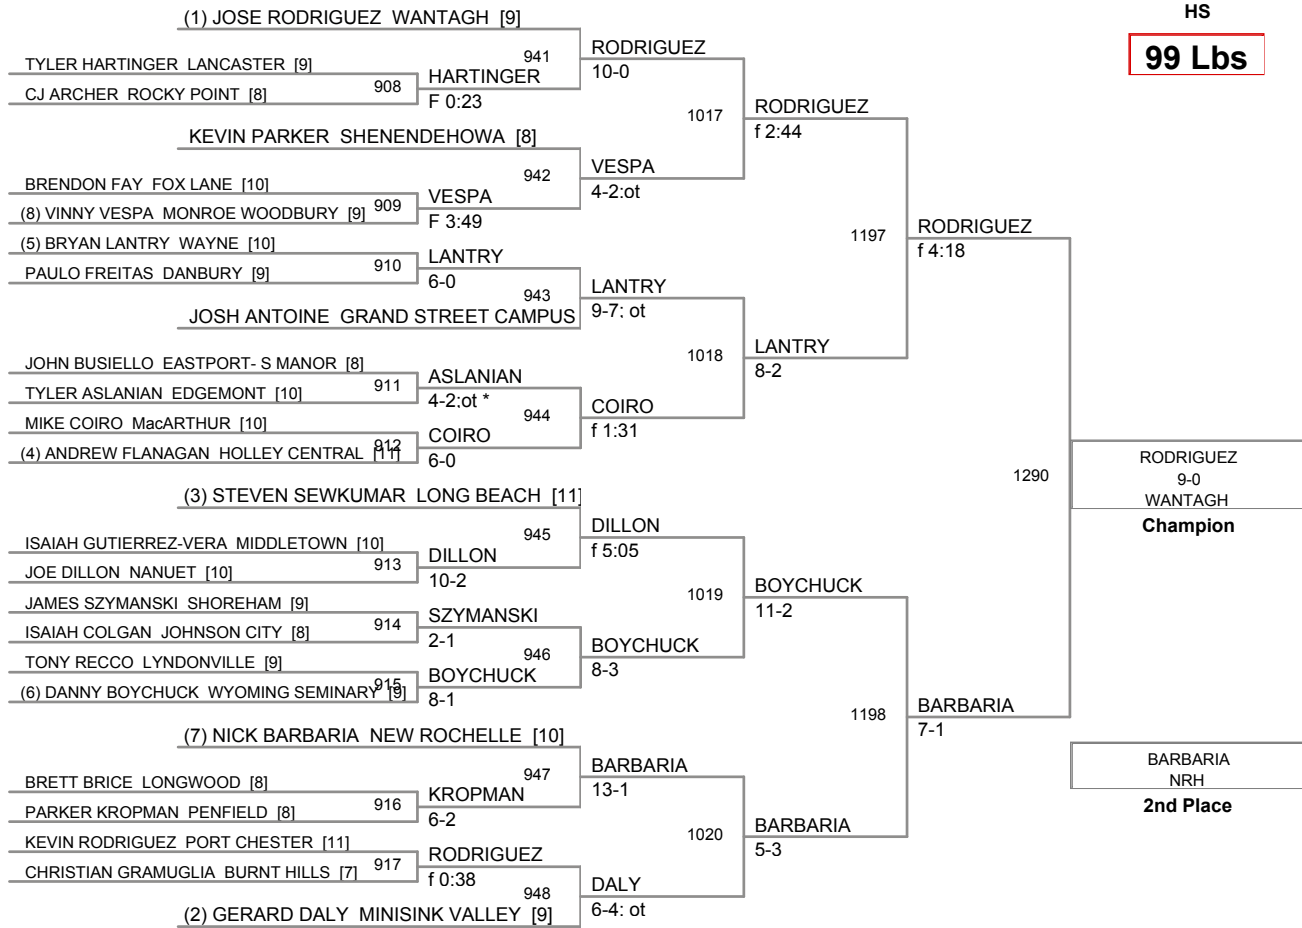 HS
99 Lbs
(1) JOSE RODRIGUEZ WANTAGH [9]
941
RODRIGUEZ
10-0
TYLER HARTINGER LANCASTER [9]
908
HARTINGER
F 0:23
CJ ARCHER ROCKY POINT [8]
1017
RODRIGUEZ
f 2:44
KEVIN PARKER SHENENDEHOWA [8]
942
VESPA
4-2:ot
BRENDON FAY FOX LANE [10]
909
VESPA
F 3:49
(8) VINNY VESPA MONROE WOODBURY [9]
1197
RODRIGUEZ
f 4:18
(5) BRYAN LANTRY WAYNE [10]
910
LANTRY
6-0
PAULO FREITAS DANBURY [9]
943
LANTRY
9-7; ot
JOSH ANTOINE GRAND STREET CAMPUS
1018
LANTRY
8-2
JOHN BUSIELLO EASTPORT- S MANOR [8]
911
ASLANIAN
4-2;ot *
TYLER ASLANIAN EDGEMONT [10]
944
COIRO
f 1:31
MIKE COIRO MacARTHUR [10]
912
COIRO
6-0
(4) ANDREW FLANAGAN HOLLEY CENTRAL [11]
1290
RODRIGUEZ
9-0
WANTAGH
Champion
(3) STEVEN SEWKUMAR LONG BEACH [11]
945
DILLON
f 5:05
ISAIAH GUTIERREZ-VERA MIDDLETOWN [10]
913
DILLON
10-2
JOE DILLON NANUET [10]
1019
BOYCHUCK
11-2
JAMES SZYMANSKI SHOREHAM [9]
914
SZYMANSKI
2-1
ISAIAH COLGAN JOHNSON CITY [8]
946
BOYCHUCK
8-3
TONY RECCO LYNDONVILLE [9]
915
BOYCHUCK
8-1
(6) DANNY BOYCHUCK WYOMING SEMINARY [9]
1198
BARBARIA
7-1
(7) NICK BARBARIA NEW ROCHELLE [10]
947
BARBARIA
13-1
BRETT BRICE LONGWOOD [8]
916
KROPMAN
6-2
PARKER KROPMAN PENFIELD [8]
1020
BARBARIA
5-3
KEVIN RODRIGUEZ PORT CHESTER [11]
917
RODRIGUEZ
f 0:38
CHRISTIAN GRAMUGLIA BURNT HILLS [7]
948
DALY
6-4: ot
(2) GERARD DALY MINISINK VALLEY [9]
BARBARIA
NRH
2nd Place